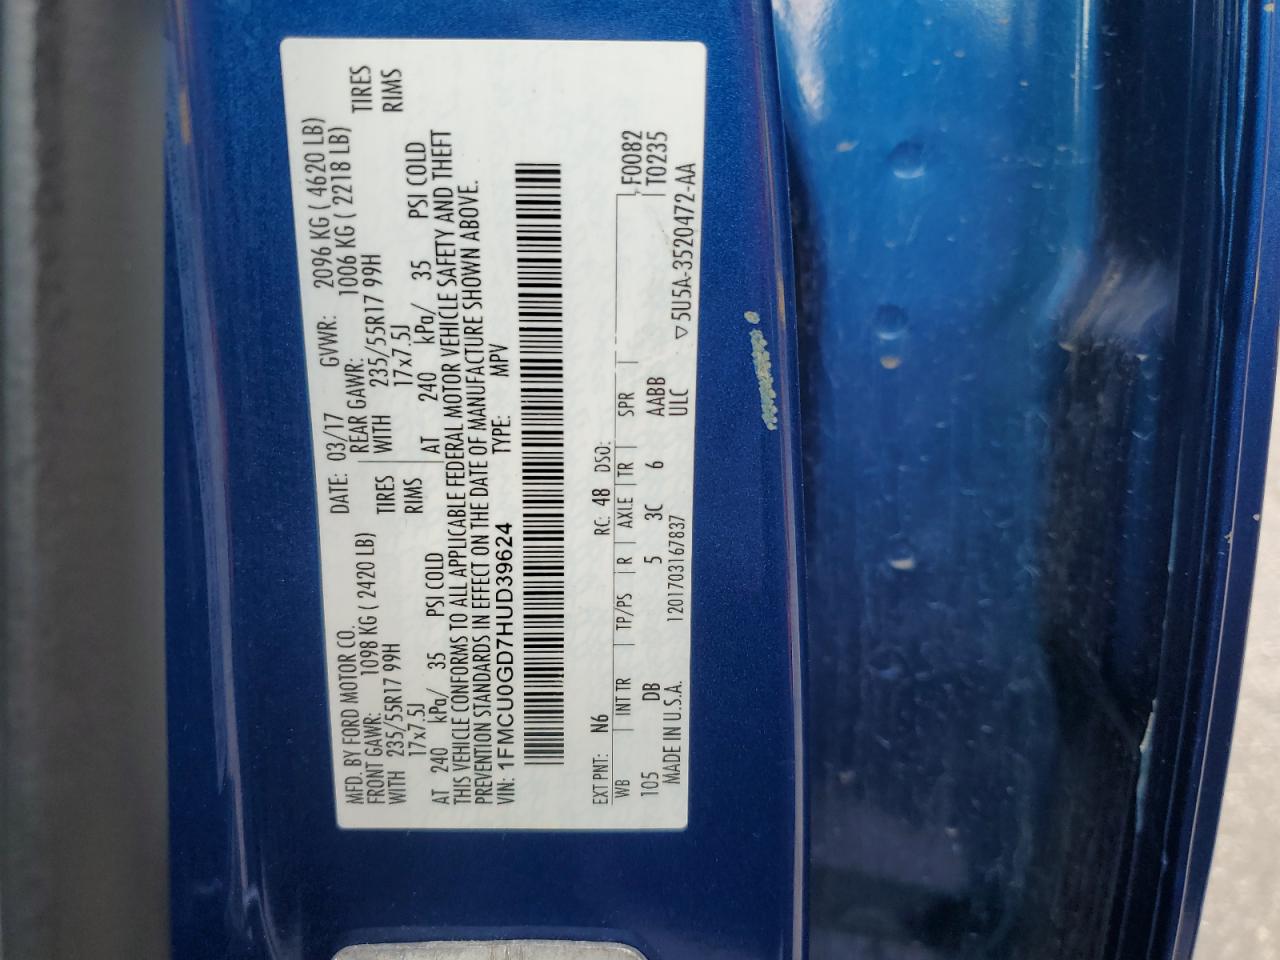 MFD. BY FORD MOTOR CO. DATE: 03/17 GVWR: 2096 KG ( 4620 LB)
FRONT GAWR: 1098 KG ( 2420 LB) REAR GAWR: 1006 KG ( 2218 LB)
WITH 235/55R17 99H TIRES WITH 235/55R17 99H TIRES
17x7.5J RIMS 17x7.5J RIMS
AT 240 kPa/ 35 PSI COLD AT 240 kPa/ 35 PSI COLD
THIS VEHICLE CONFORMS TO ALL APPLICABLE FEDERAL MOTOR VEHICLE SAFETY AND THEFT
PREVENTION STANDARDS IN EFFECT ON THE DATE OF MANUFACTURE SHOWN ABOVE.
VIN: 1FMCU0GD7HUD39624 TYPE: MPV
EXT PNT: N6 RC: 48 DSO: F0082
WB INT TR TP/PS R AXLE TR SPR T0235
105 DB 5 3C 6 AABB
MADE IN U.S.A. 1201703167837 ULC ▽5U5A-3520472-AA